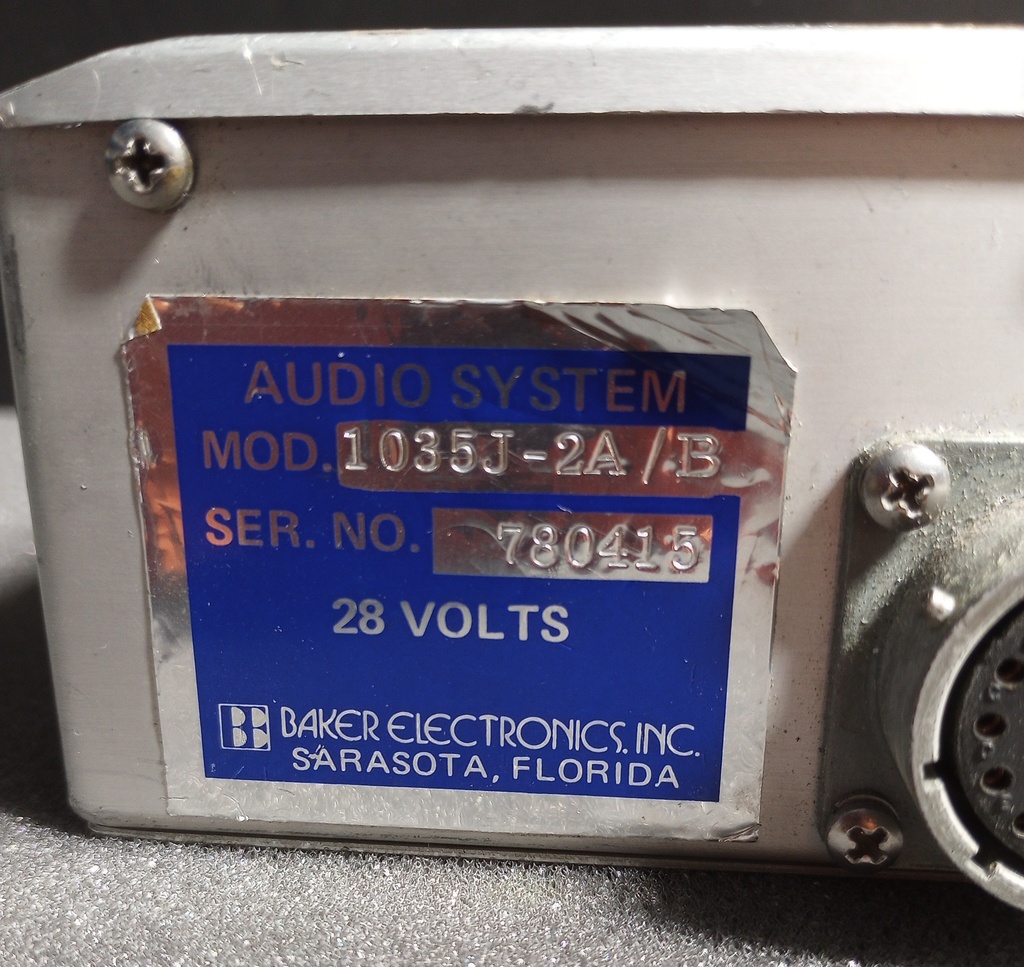 AUDIO SYSTEM
MOD. 1035J-2A/B
SER. NO. 780415
28 VOLTS
BAKER ELECTRONICS, INC.
SARASOTA, FLORIDA